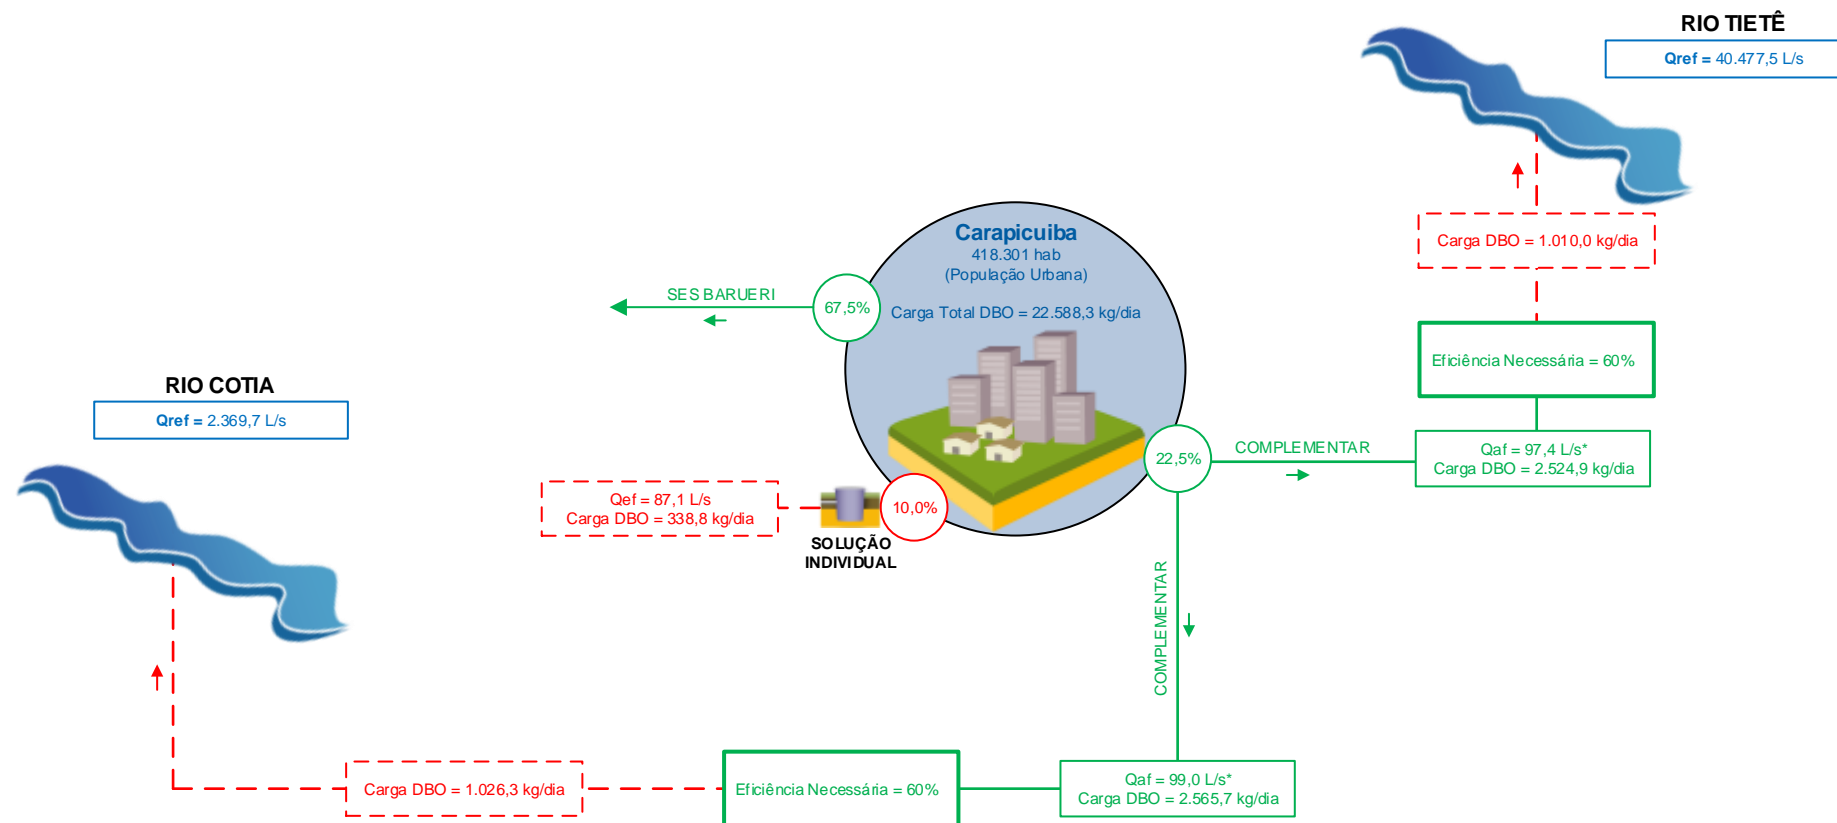 RIO TIETÊ
Qref = 40.477,5 L/s
Carga DBO = 1.010,0 kg/dia
Eficiência Necessária = 60%
Carapicuiba
418.301 hab
(População Urbana)
Carga Total DBO = 22.588,3 kg/dia
SES BARUERI
67,5%
RIO COTIA
Qref = 2.369,7 L/s
22,5%
COMPLEMENTAR
Qaf = 97,4 L/s*
Carga DBO = 2.524,9 kg/dia
Qef = 87,1 L/s
Carga DBO = 338,8 kg/dia
10,0%
SOLUÇÃO
INDIVIDUAL
COMPLEMENTAR
Carga DBO = 1.026,3 kg/dia
Eficiência Necessária = 60%
Qaf = 99,0 L/s*
Carga DBO = 2.565,7 kg/dia